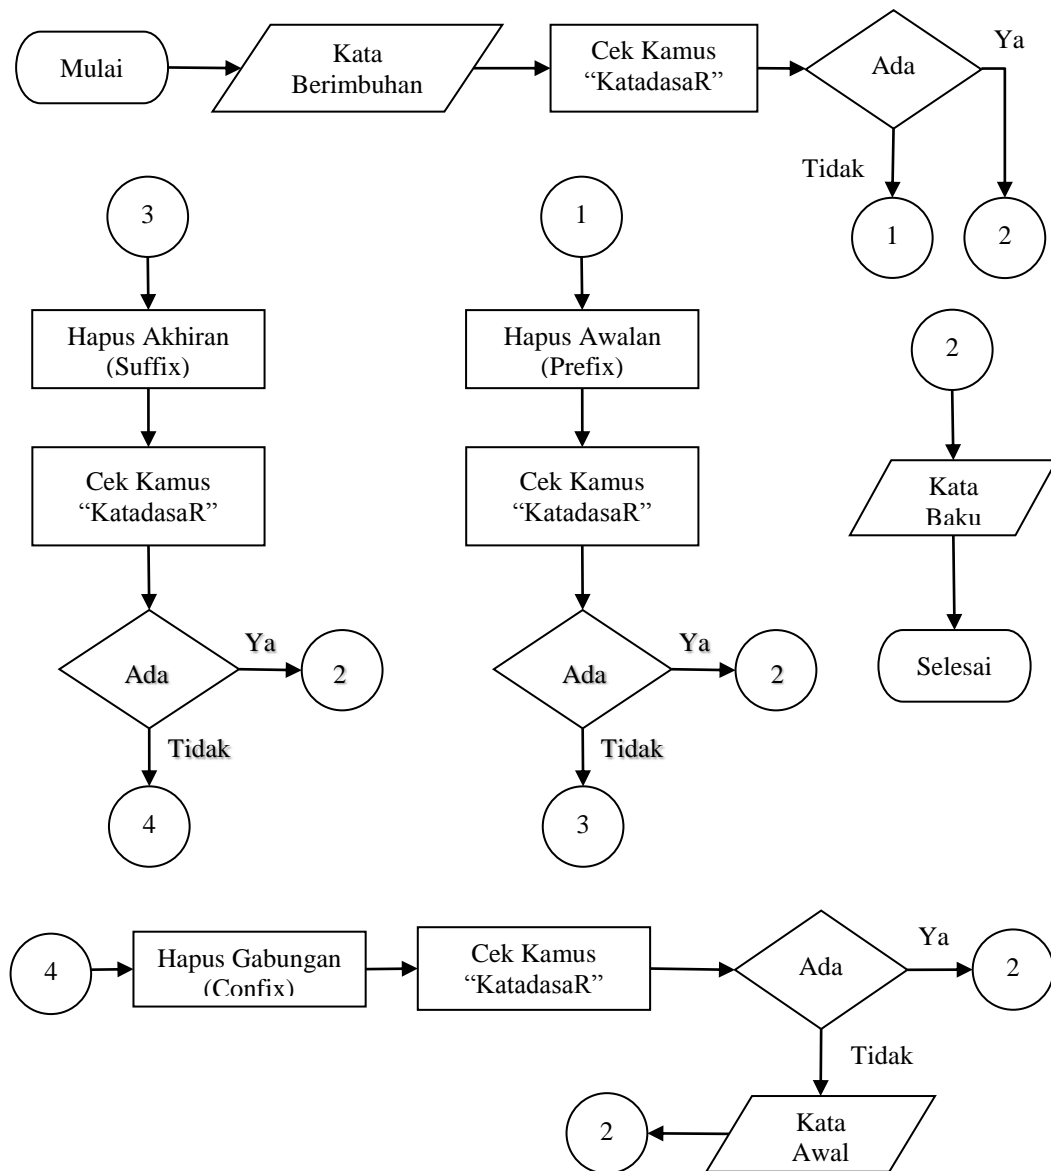 Mulai
Kata
Berimbuhan
Cek Kamus
“KatadasaR”
Ada
Ya
Tidak
1
2
3
Hapus Akhiran
(Suffix)
Cek Kamus
“KatadasaR”
Ada
Ya
2
Tidak
4
1
Hapus Awalan
(Prefix)
Cek Kamus
“KatadasaR”
Ada
Ya
2
Tidak
3
2
Kata
Baku
Selesai
4
Hapus Gabungan
(Confix)
Cek Kamus
“KatadasaR”
Ada
Ya
2
Tidak
Kata
Awal
2